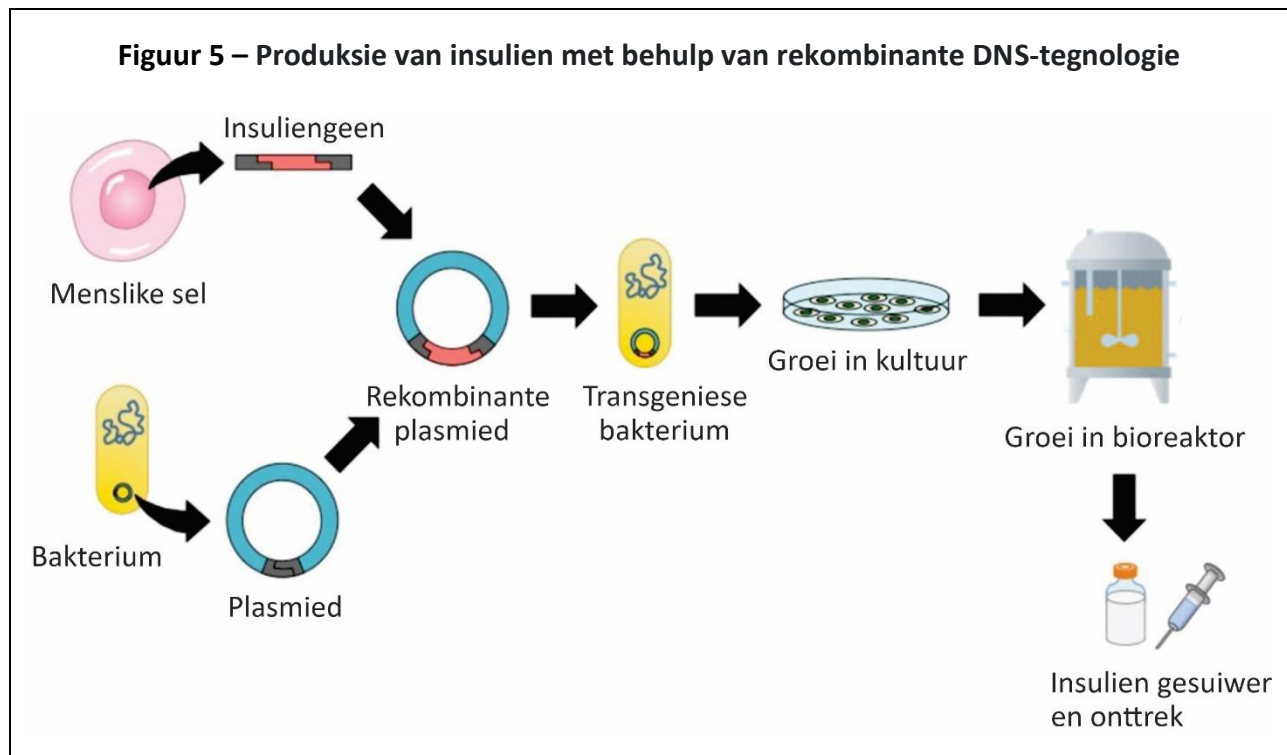 Figuur 5 – Produksie van insulien met behulp van rekombinante DNS-tegnologie
Insuliengeen
Menslike sel
Bakterium
Plasmied
Rekombinante
plasmied
Transgeniese
bakterium
Groei in kultuur
Groei in bioreaktor
Insulien gesuiwer
en onttrek